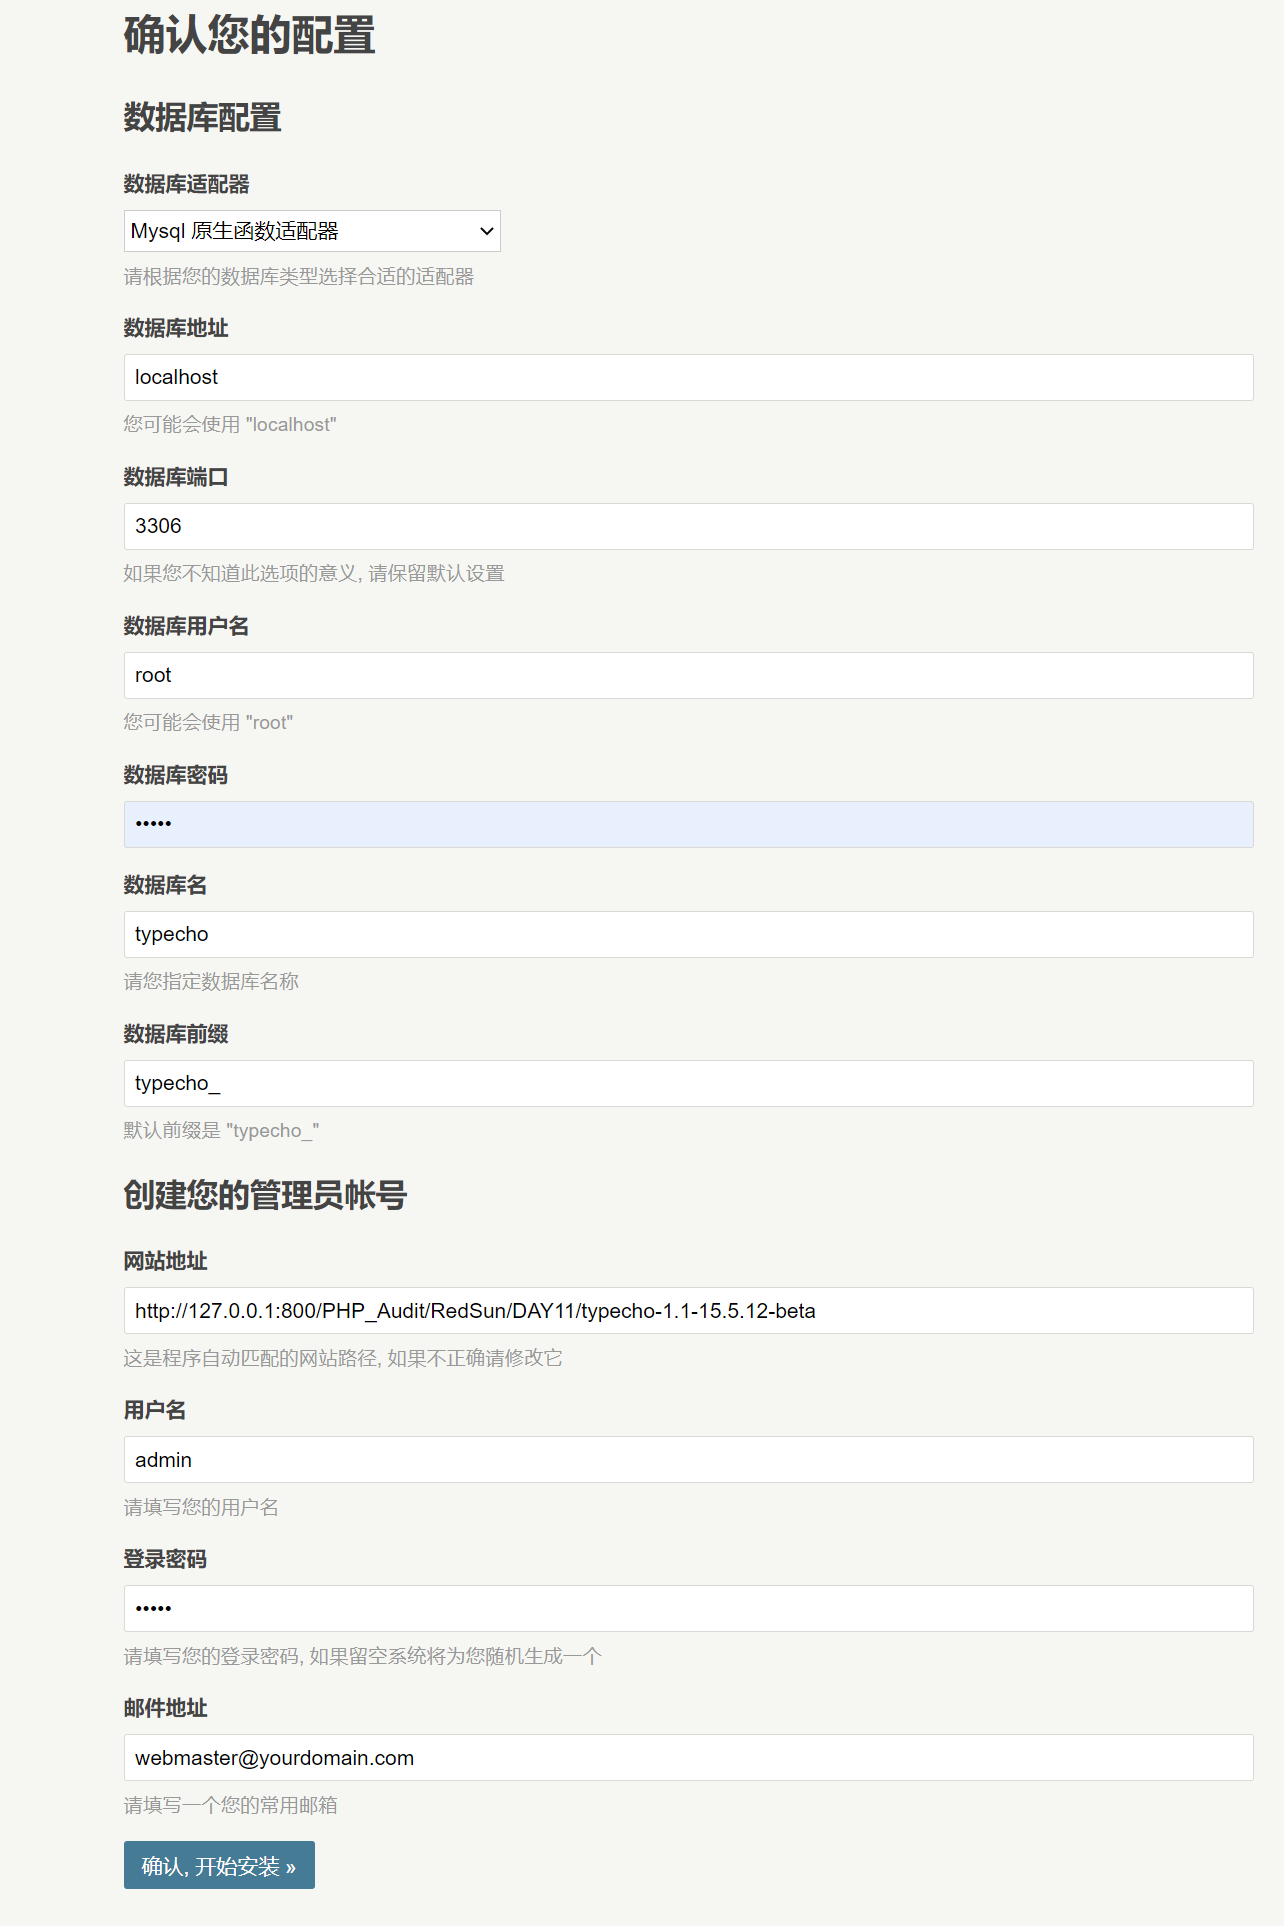 确认您的配置
数据库配置
数据库适配器
Mysql 原生函数适配器
请根据您的数据库类型选择合适的适配器
数据库地址
localhost
您可能会使用 "localhost"
数据库端口
3306
如果您不知道此选项的意义, 请保留默认设置
数据库用户名
root
您可能会使用 "root"
数据库密码
•••••
数据库名
typecho
请您指定数据库名称
数据库前缀
typecho_
默认前缀是 "typecho_"
创建您的管理员帐号
网站地址
http://127.0.0.1:800/PHP_Audit/RedSun/DAY11/typecho-1.1-15.5.12-beta
这是程序自动匹配的网站路径, 如果不正确请修改它
用户名
admin
请填写您的用户名
登录密码
•••••
请填写您的登录密码, 如果留空系统将为您随机生成一个
邮件地址
webmaster@yourdomain.com
请填写一个您的常用邮箱
确认, 开始安装 »